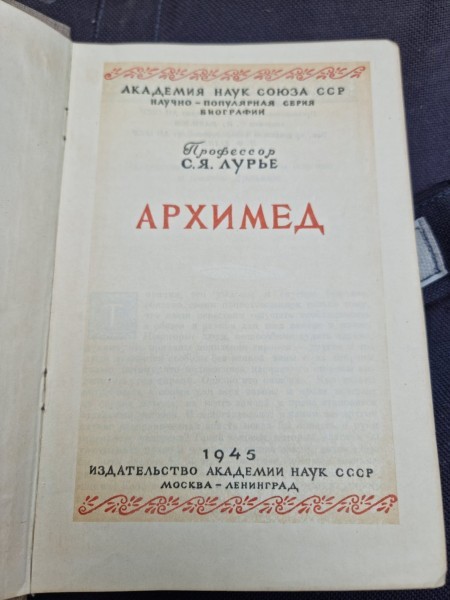 АКАДЕМИЯ НАУК СОЮЗА ССР
НАУЧНО-ПОПУЛЯРНАЯ СЕРИЯ
БИОГРАФИИ
Профессор
С.Я. ЛУРЬЕ
АРХИМЕД
1945
ИЗДАТЕЛЬСТВО АКАДЕМИИ НАУК СССР
МОСКВА-ЛЕНИНГРАД